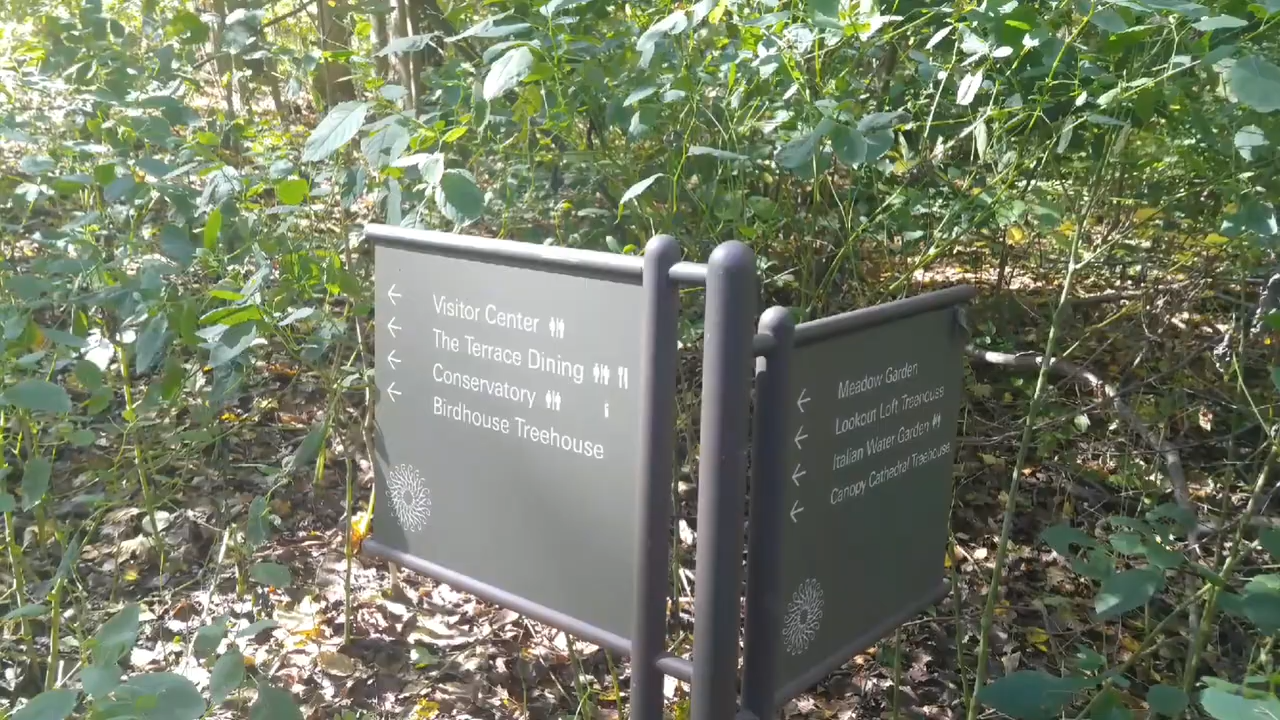 Visitor Center
The Terrace Dining
Conservatory
Birdhouse Treehouse
Meadow Garden
Lookout Loft Treehouse
Italian Water Garden
Canopy Cathedral Treehouse